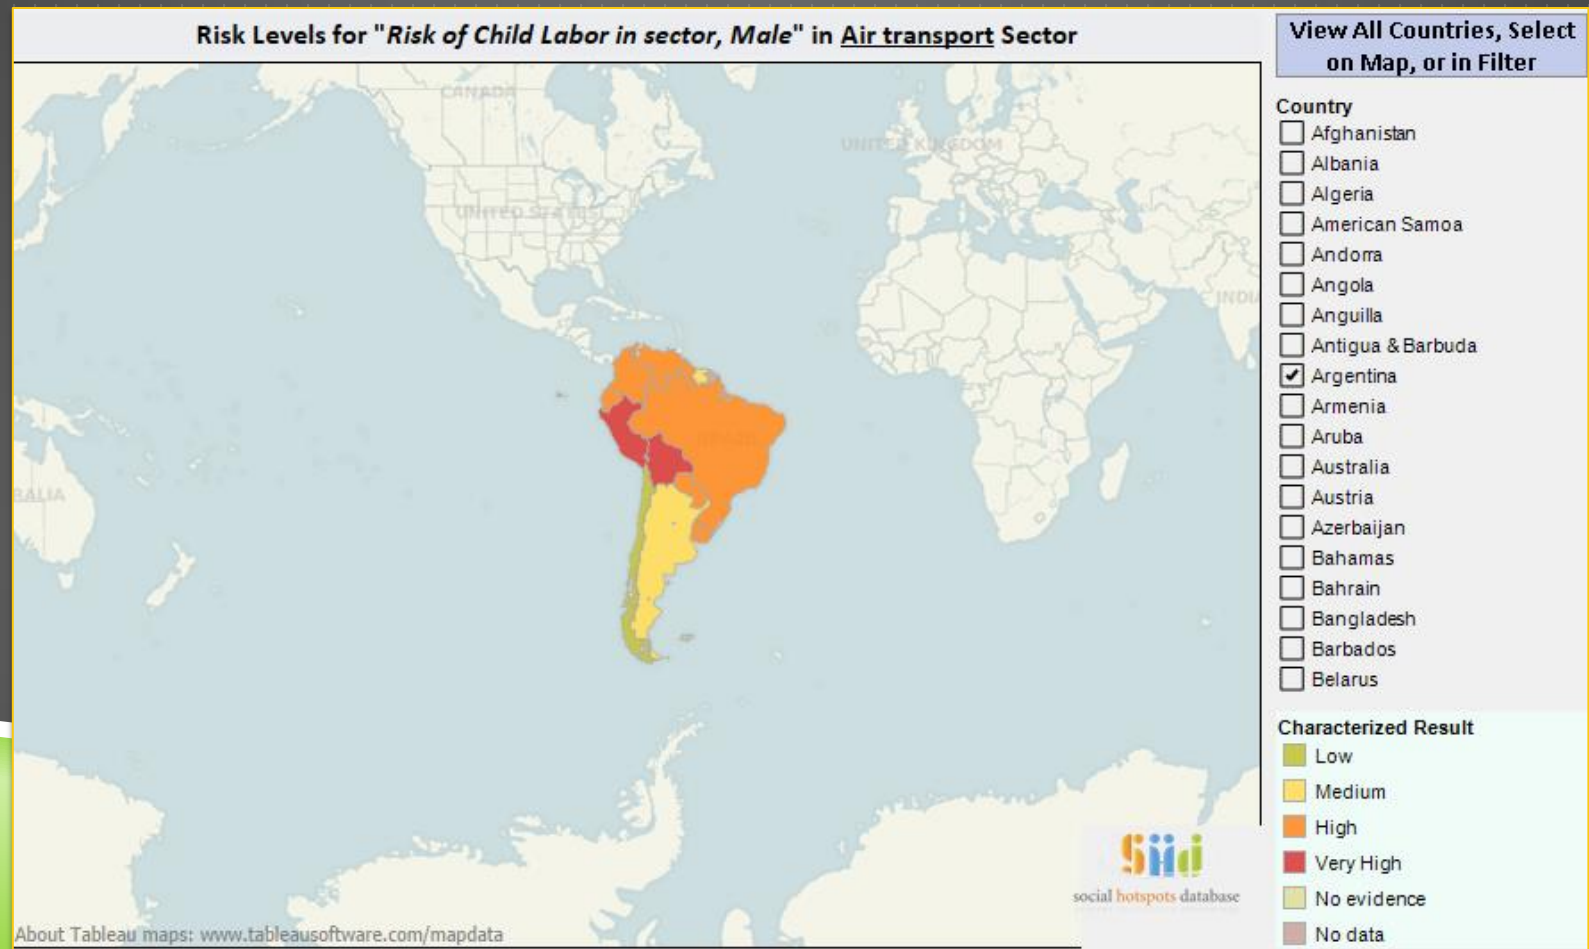 Risk Levels for "Risk of Child Labor in sector, Male" in Air transport Sector
View All Countries, Select
on Map, or in Filter
Country
Afghanistan
Albania
Algeria
American Samoa
Andorra
Angola
Anguilla
Antigua & Barbuda
Argentina
Armenia
Aruba
Australia
Austria
Azerbaijan
Bahamas
Bahrain
Bangladesh
Barbados
Belarus
Characterized Result
Low
Medium
High
Very High
No evidence
No data
CANADA
UNITED KINGDOM
UNITED STATES
INDIA
BRAZIL
RALIA
social hotspots database
About Tableau maps: www.tableausoftware.com/mapdata